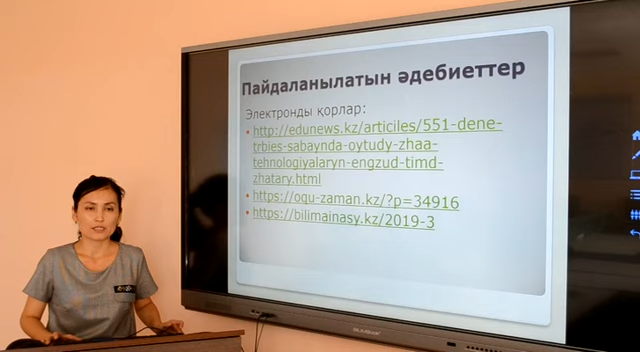 Пайдаланылатын әдебиеттер
Электронды қорлар:
• http://edunews.kz/articiles/551-dene-
trbies-sabaynda-oytudy-zhaa-
tehnologiyalaryn-engzud-timd-
zhatary.html
• https://oqu-zaman.kz/?p=34916
• https://bilimainasy.kz/2019-3